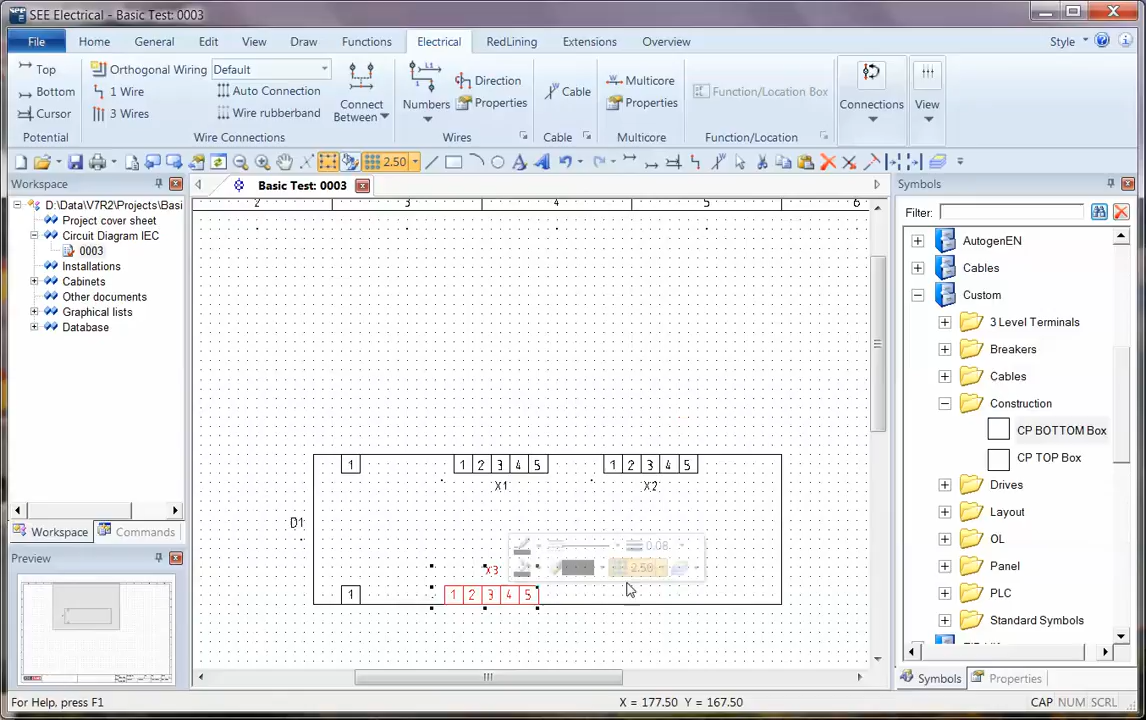 SEE Electrical - Basic Test: 0003
File Home General Edit View Draw Functions Electrical RedLining Extensions Overview Style
Top Orthogonal Wiring Default Direction Multicore Function/Location Box
Bottom 1 Wire Auto Connection Connect Between Numbers Properties Cable Properties Connections View
Cursor 3 Wires Wire rubberband
Potential Wire Connections Wires Cable Multicore Function/Location
2.50
Workspace Basic Test: 0003 Symbols
D:\Data\V7R2\Projects\Basi
Project cover sheet
Circuit Diagram IEC
0003
Installations
Cabinets
Other documents
Graphical lists
Database
Workspace Commands
Preview
2 3 4 5 6
1 1 2 3 4 5 1 2 3 4 5
X1 X2
D1
0.08
X3 2.50
1 1 2 3 4 5
Filter:
AutogenEN
Cables
Custom
3 Level Terminals
Breakers
Cables
Construction
CP BOTTOM Box
CP TOP Box
Drives
Layout
OL
Panel
PLC
Standard Symbols
Symbols Properties
For Help, press F1 X = 177.50 Y = 167.50 CAP NUM SCRL